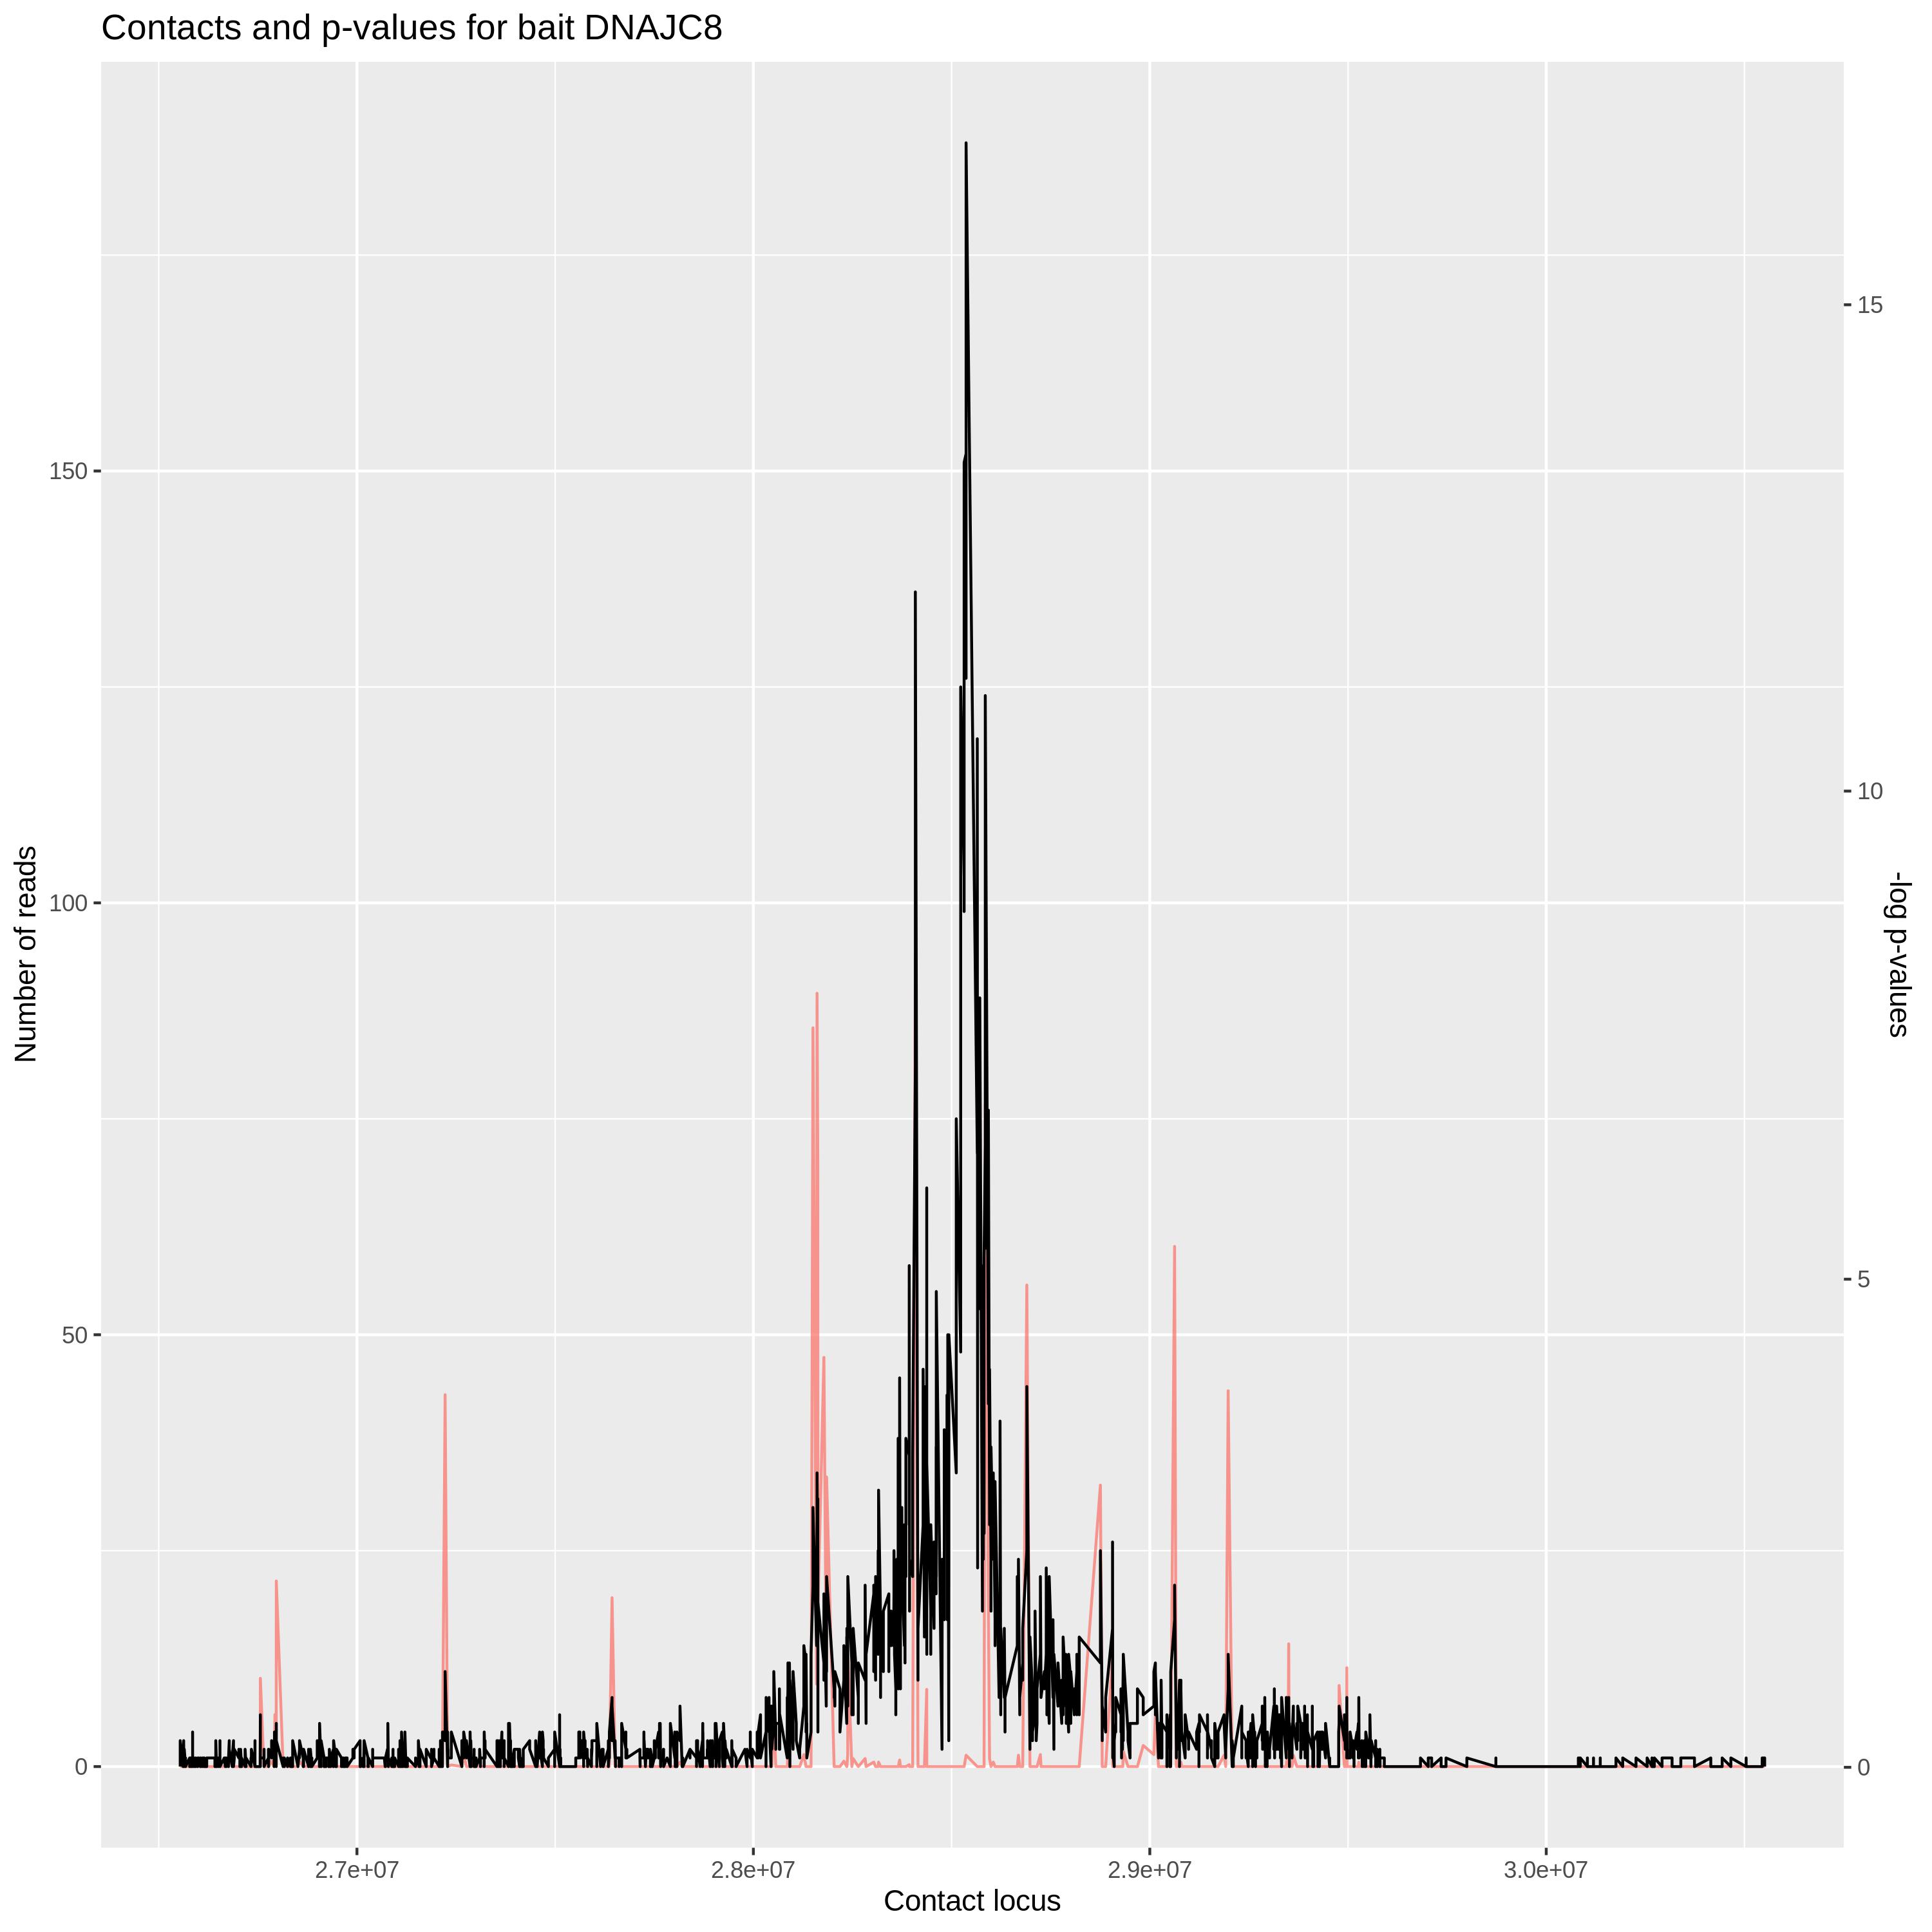 Contacts and p-values for bait DNAJC8
Number of reads
150
100
50
0
15
10
5
0
-log p-values
2.7e+07 2.8e+07 2.9e+07 3.0e+07
Contact locus